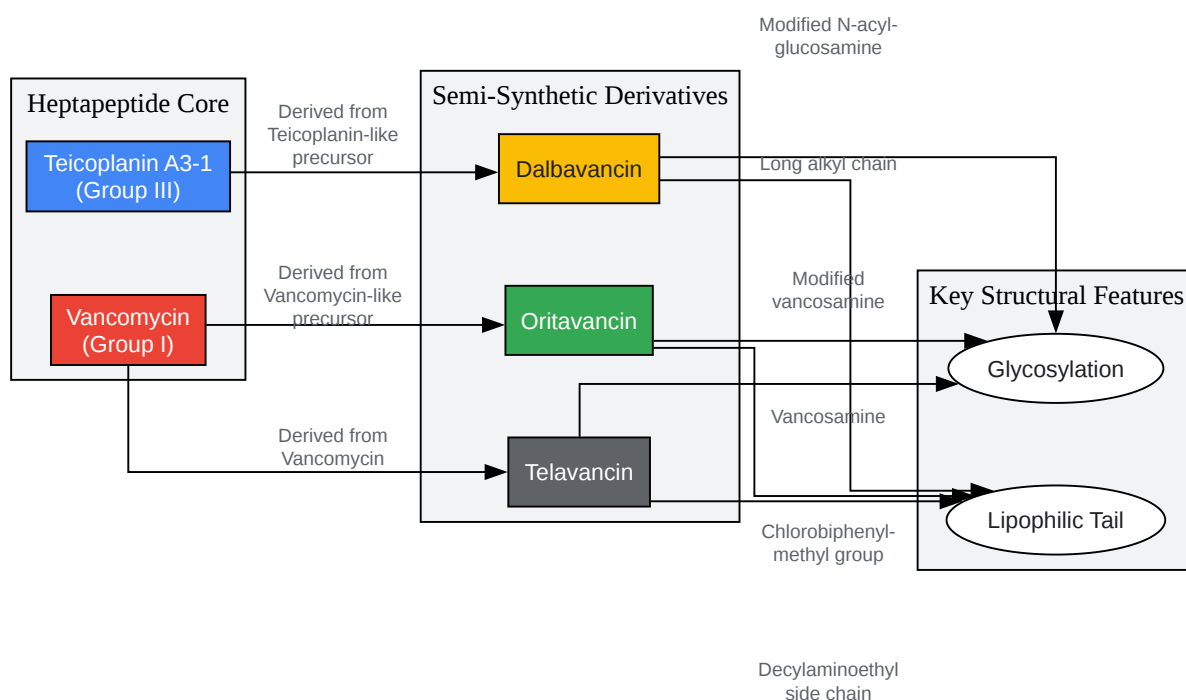 Modified N-acyl-
glucosamine
Heptapeptide Core
Semi-Synthetic Derivatives
Derived from
Teicoplanin-like
precursor
Teicoplanin A3-1
(Group III)
Dalbavancin
Long alkyl chain
Derived from
Vancomycin-like
precursor
Modified
vancosamine
Key Structural Features
Vancomycin
(Group I)
Oritavancin
Glycosylation
Vancosamine
Derived from
Vancomycin
Telavancin
Lipophilic Tail
Chlorobiphenyl-
methyl group
Decylaminoethyl
side chain